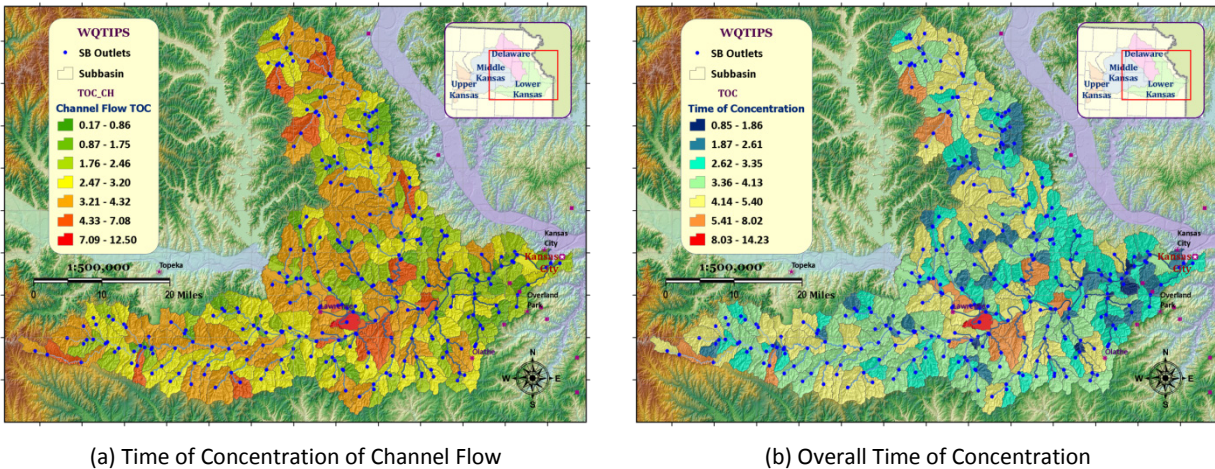 WQTIPS
SB Outlets
Subbasin
TOC_CH
Channel Flow TOC
0.17 - 0.86
0.87 - 1.75
1.76 - 2.46
2.47 - 3.20
3.21 - 4.32
4.33 - 7.08
7.09 - 12.50
1:500,000
0 10 20 Miles
Delaware
Middle
Kansas
Upper
Kansas
Lower
Kansas
Topeka
Kansas
City
Kansas
City
Overland
Park
Lawrence
Olathe
N
W E
S
WQTIPS
SB Outlets
Subbasin
TOC
Time of Concentration
0.85 - 1.86
1.87 - 2.61
2.62 - 3.35
3.36 - 4.13
4.14 - 5.40
5.41 - 8.02
8.03 - 14.23
1:500,000
0 10 20 Miles
Delaware
Middle
Kansas
Upper
Kansas
Lower
Kansas
Topeka
Kansas
City
Kansas
City
Overland
Park
Lawrence
Olathe
N
W E
S
(a) Time of Concentration of Channel Flow
(b) Overall Time of Concentration